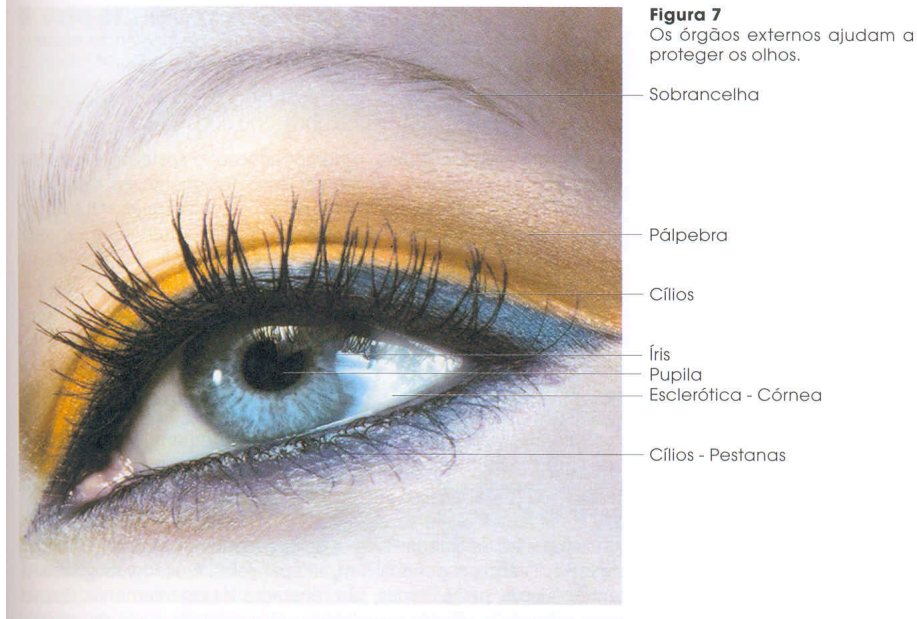 Figura 7
Os órgãos externos ajudam a
proteger os olhos.
Sobrancelha
Pálpebra
Cílios
Íris
Pupila
Esclerótica - Córnea
Cílios - Pestanas